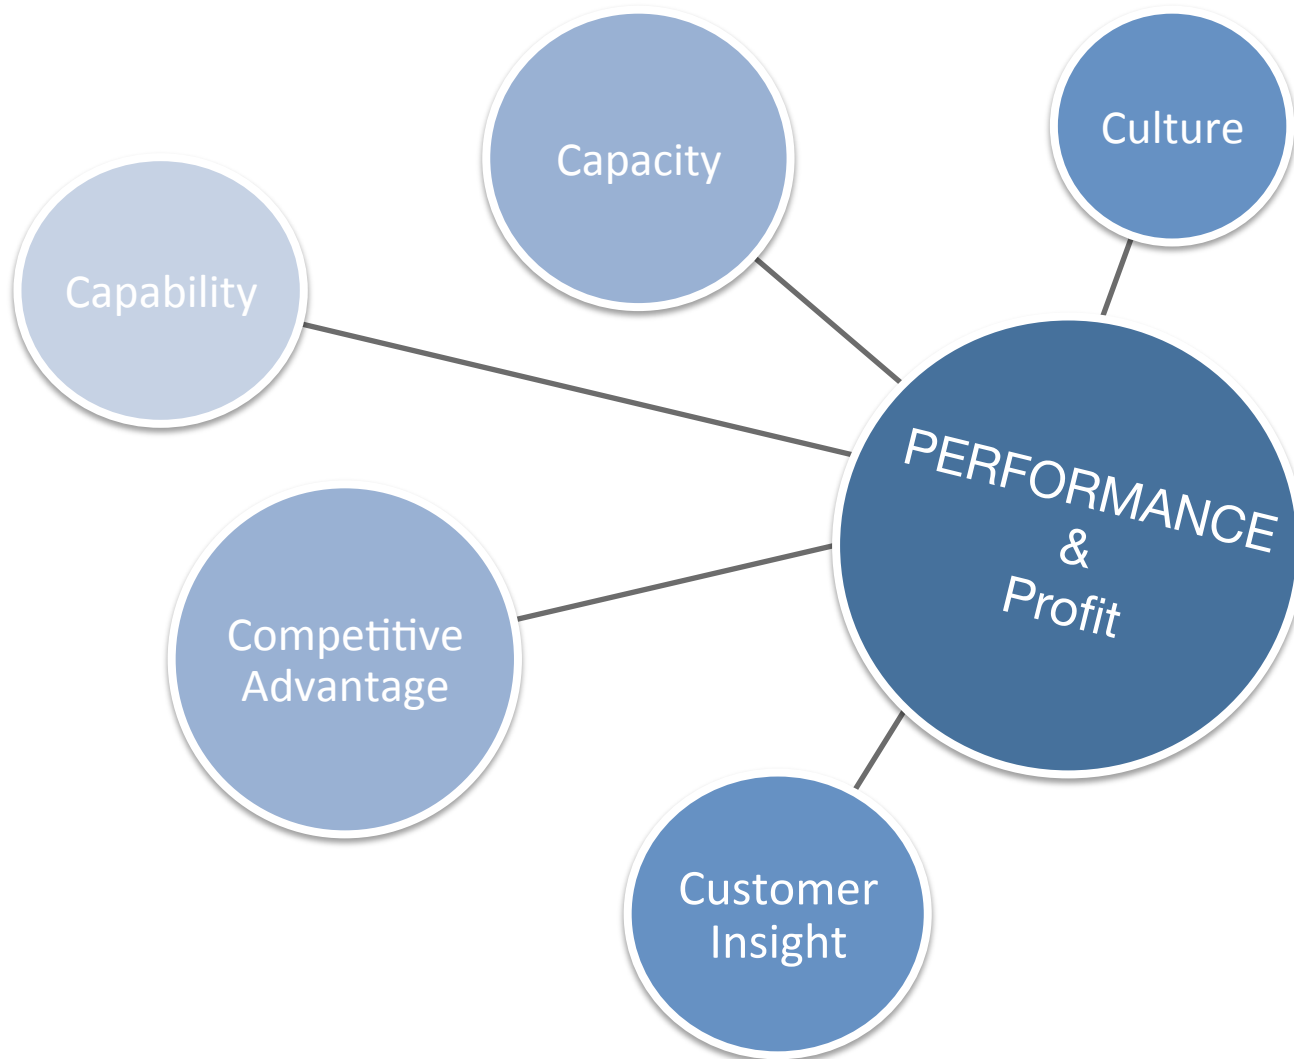 Culture
Capacity
Capability
PERFORMANCE
&
Profit
Competitive
Advantage
Customer
Insight